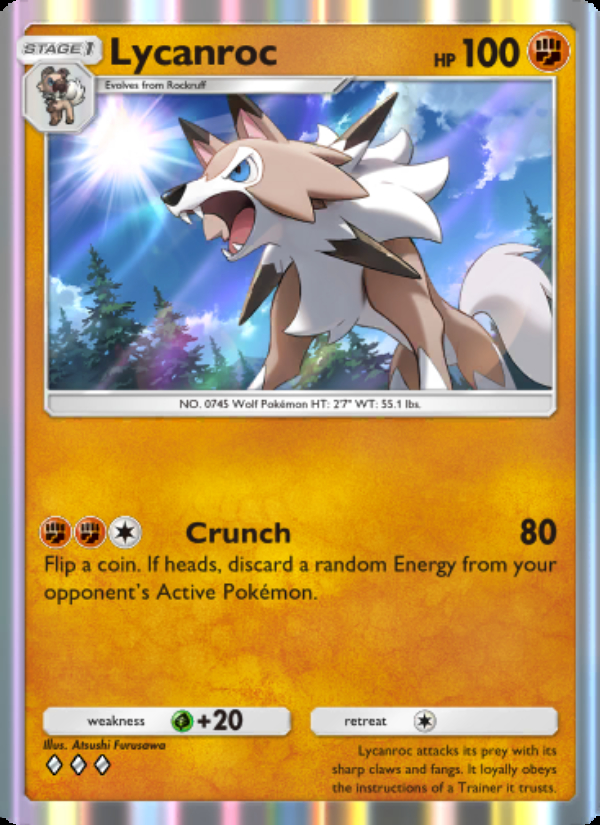 STAGE 1
Lycanroc
HP 100
Evolves from Rockruff
NO. 0745 Wolf Pokémon HT: 2'7" WT: 55.1 lbs.
Crunch 80
Flip a coin. If heads, discard a random Energy from your
opponent's Active Pokémon.
weakness +20
retreat
Illus. Atsushi Furusawa
Lycanroc attacks its prey with its
sharp claws and fangs. It loyally obeys
the instructions of a Trainer it trusts.